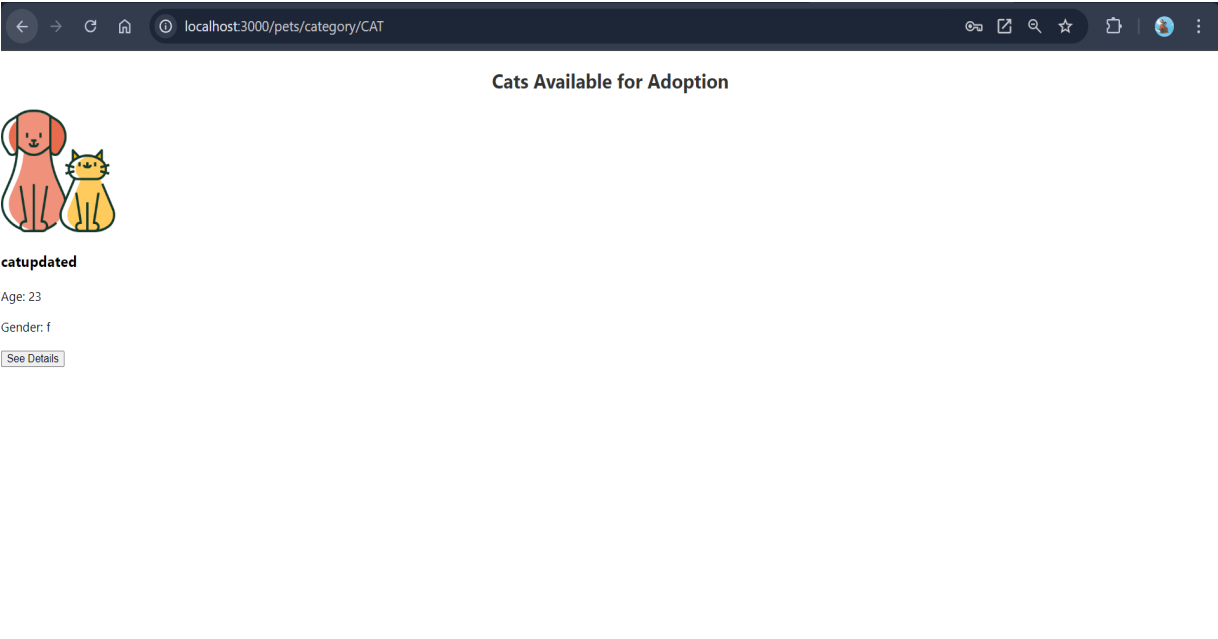 localhost:3000/pets/category/CAT
Cats Available for Adoption
catupdated
Age: 23
Gender: f
See Details